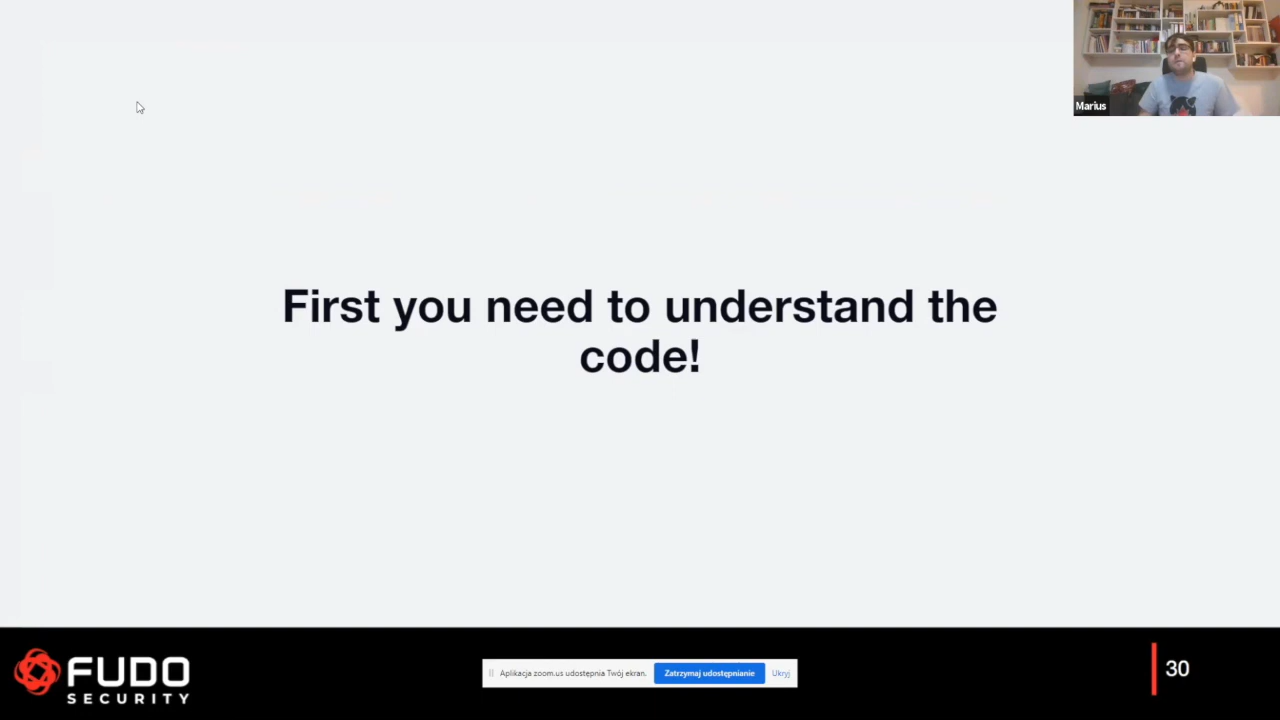 Marius
First you need to understand the
code!
FUDO
SECURITY
Aplikacja zoom.us udostępnia Twój ekran.
Zatrzymaj udostępnianie
Ukryj
30